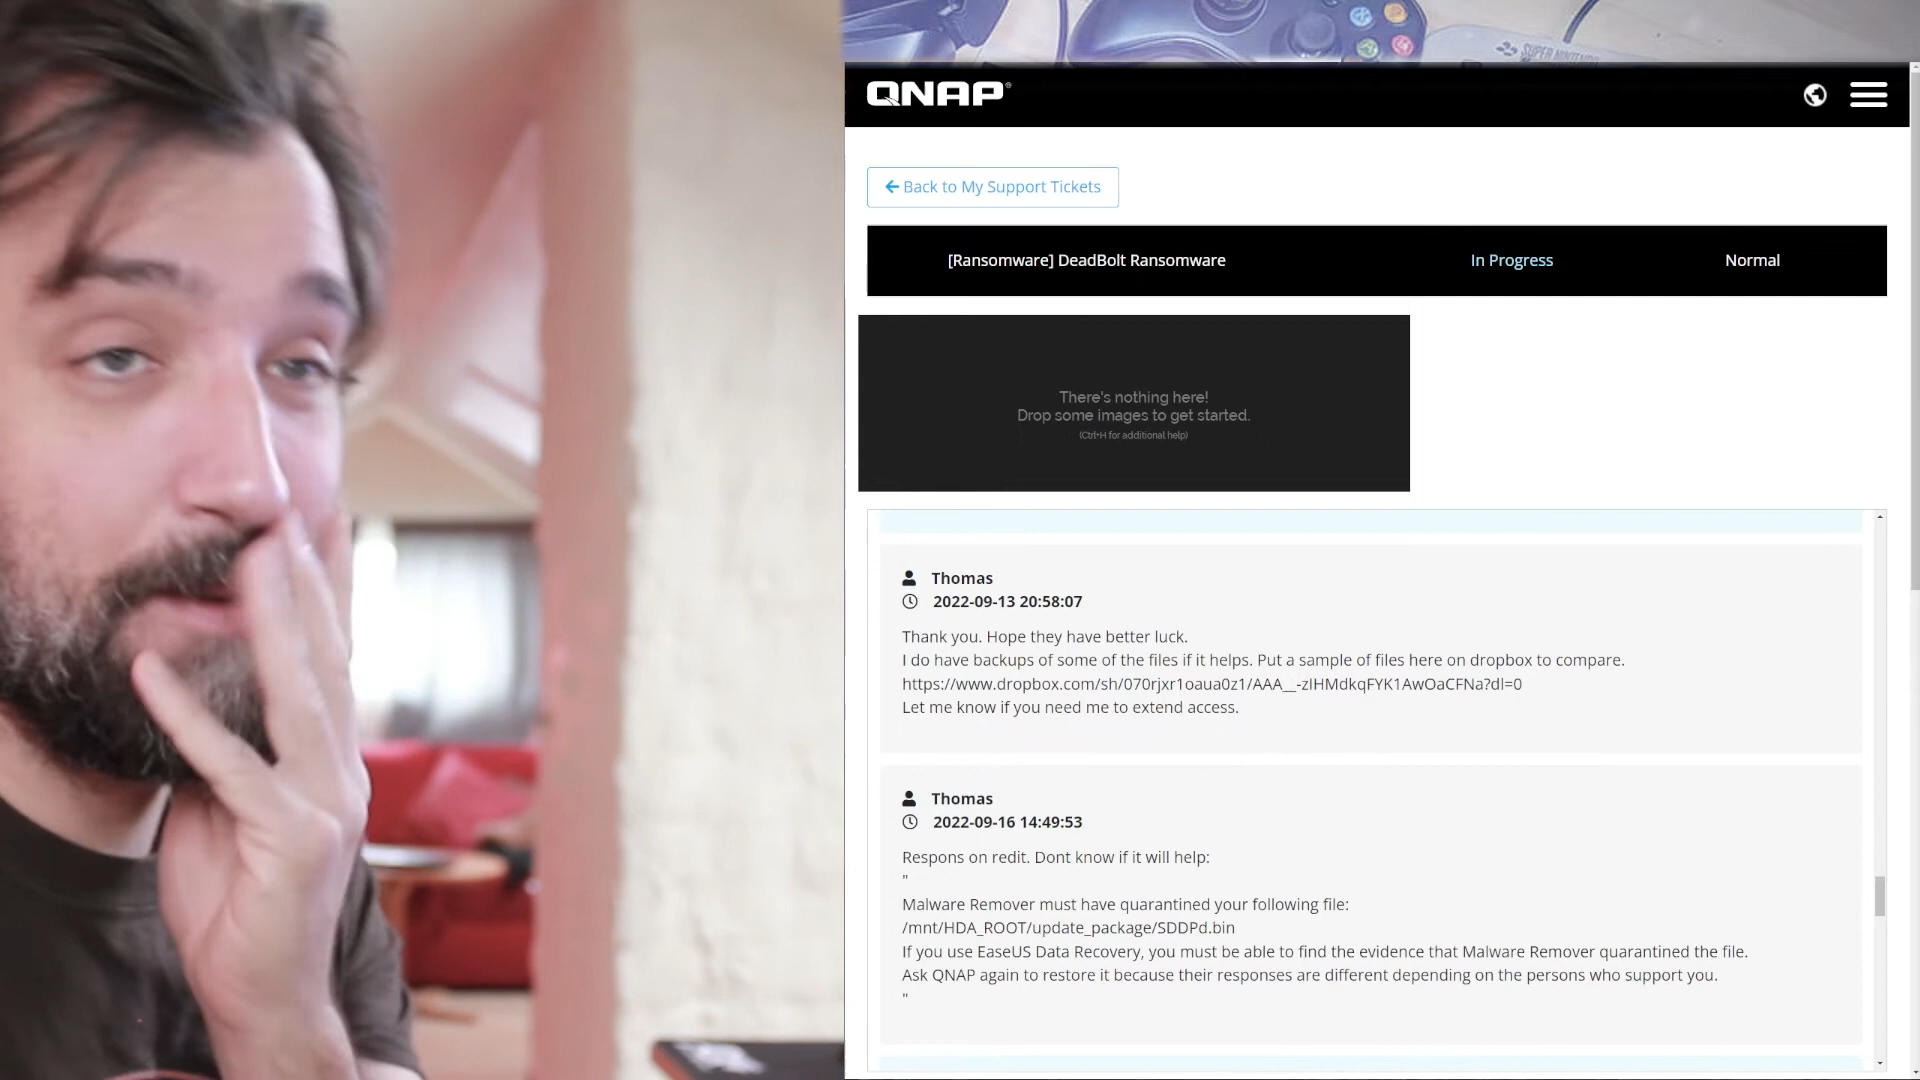 SUPER NINTENDO
QNAP
Back to My Support Tickets
[Ransomware] DeadBolt Ransomware In Progress Normal
There's nothing here!
Drop some images to get started.
(Ctrl+H for additional help)
Thomas
2022-09-13 20:58:07
Thank you. Hope they have better luck.
I do have backups of some of the files if it helps. Put a sample of files here on dropbox to compare.
https://www.dropbox.com/sh/070rjxr1oaua0z1/AAA__-zIHMdkqFYK1AwOaCFNa?dl=0
Let me know if you need me to extend access.
Thomas
2022-09-16 14:49:53
Respons on redit. Dont know if it will help:
"
Malware Remover must have quarantined your following file:
/mnt/HDA_ROOT/update_package/SDDPd.bin
If you use EaseUS Data Recovery, you must be able to find the evidence that Malware Remover quarantined the file.
Ask QNAP again to restore it because their responses are different depending on the persons who support you.
"